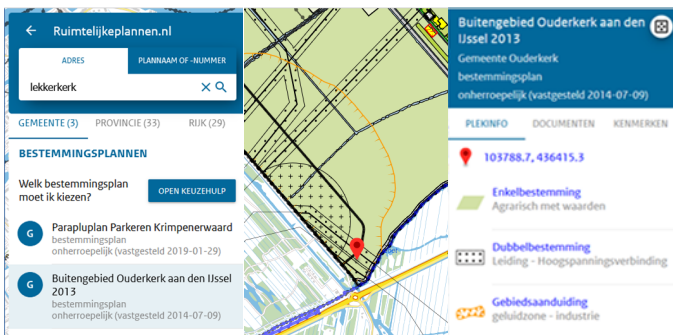 Ruimtelijkeplannen.nl
ADRES
PLANNAAM OF -NUMMER
lekkerkerk
GEMEENTE (3)
PROVINCIE (33)
RIJK (29)
BESTEMMINGSPLANNEN
Welk bestemmingsplan
moet ik kiezen?
OPEN KEUZEHULP
G
Parapluplan Parkeren Krimpenerwaard
bestemmingsplan
onherroepelijk (vastgesteld 2019-01-29)
G
Buitengebied Ouderkerk aan den IJssel
2013
bestemmingsplan
onherroepelijk (vastgesteld 2014-07-09)
Buitengebied Ouderkerk aan den
IJssel 2013
Gemeente Ouderkerk
bestemmingsplan
onherroepelijk (vastgesteld 2014-07-09)
PLEKINFO
DOCUMENTEN
KENMERKEN
103788.7, 436415.3
Enkelbestemming
Agrarisch met waarden
Dubbelbestemming
Leiding - Hoogspanningsverbinding
Gebiedsaanduiding
geluidzone - industrie